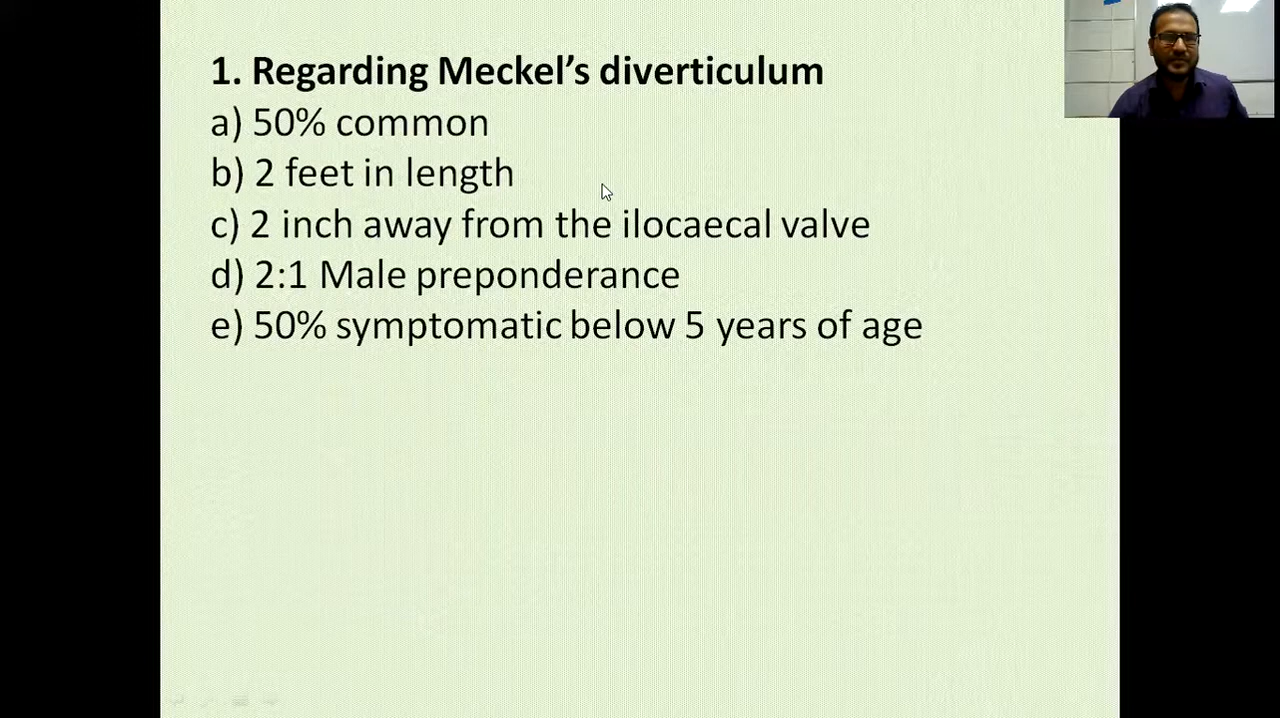 1. Regarding Meckel’s diverticulum
a) 50% common
b) 2 feet in length
c) 2 inch away from the ilocaecal valve
d) 2:1 Male preponderance
e) 50% symptomatic below 5 years of age